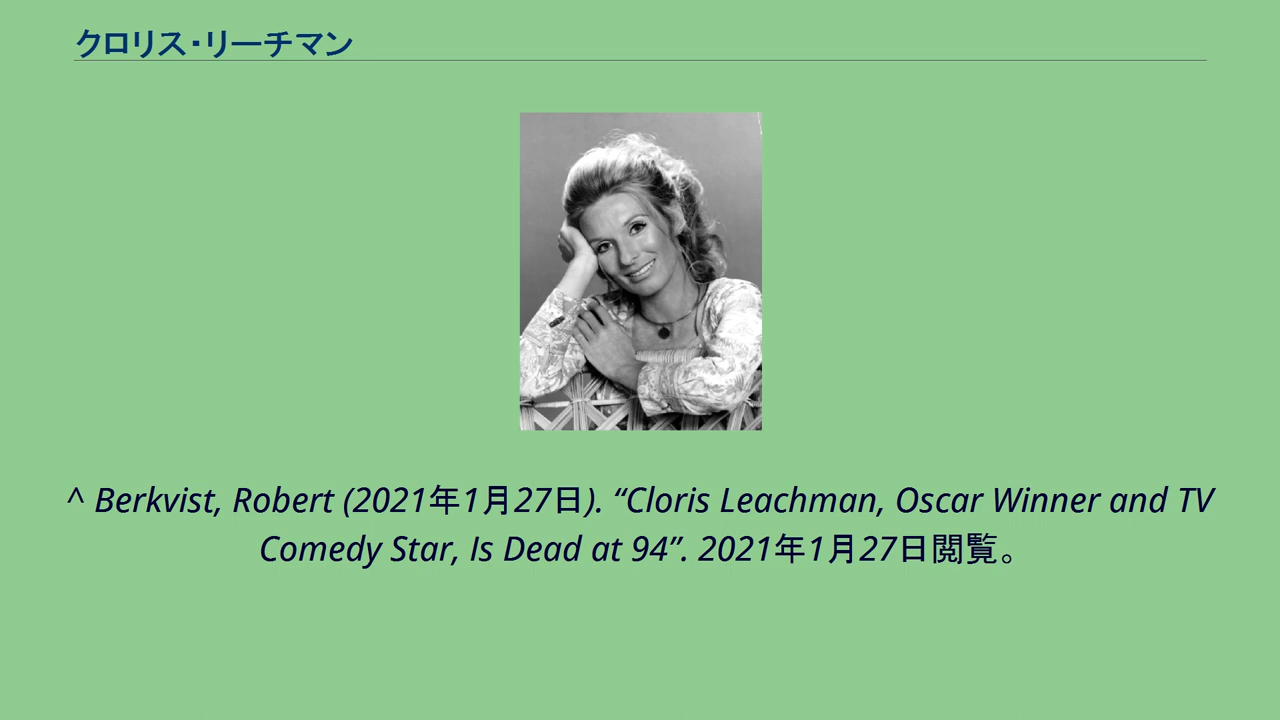 クロリス・リーチマン
^ Berkvist, Robert (2021年1月27日). “Cloris Leachman, Oscar Winner and TV
Comedy Star, Is Dead at 94”. 2021年1月27日閲覧。